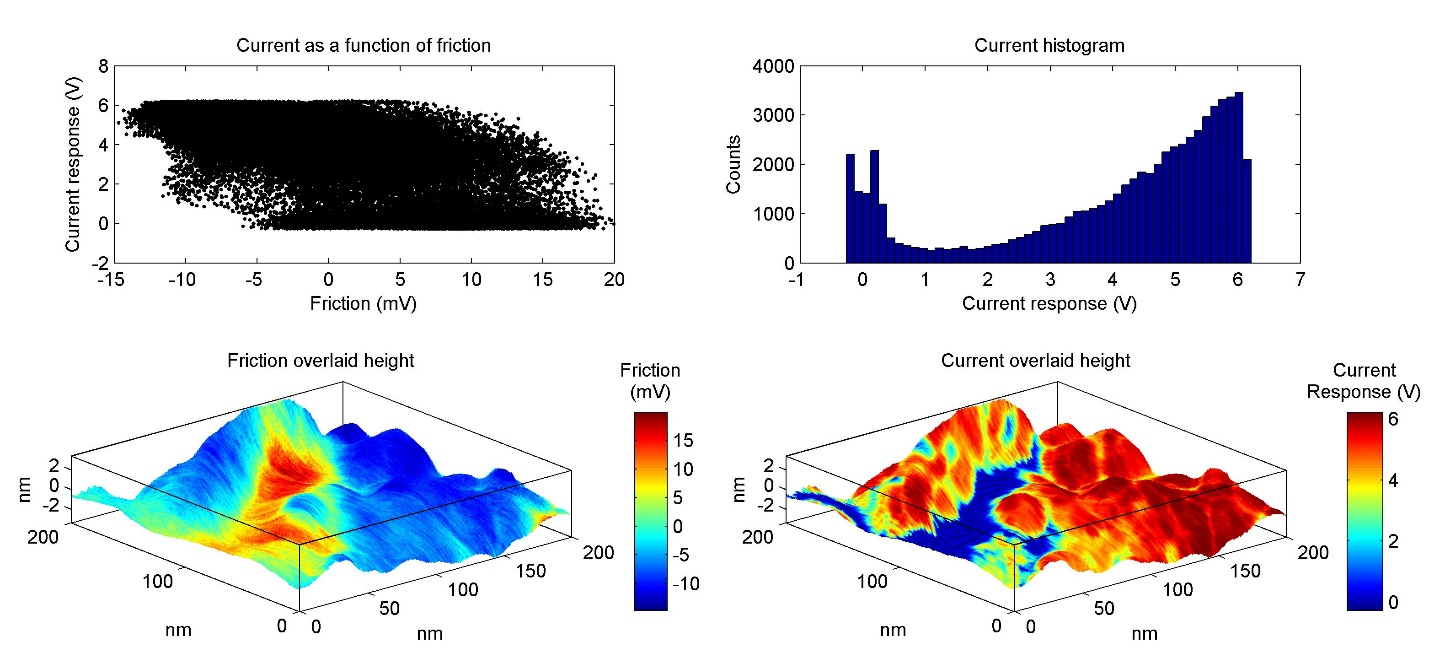 Current as a function of friction
Current response (V)
8
6
4
2
0
-2
-15 -10 -5 0 5 10 15 20
Friction (mV)
Current histogram
Counts
4000
3000
2000
1000
0
-1 0 1 2 3 4 5 6 7
Current response (V)
Friction overlaid height
Friction
(mV)
15
10
5
0
-5
-10
nm
2
0
-2
200
100
0
nm
0
50
100
150
200
nm
Current overlaid height
Current
Response (V)
6
4
2
0
nm
2
0
-2
200
100
0
nm
0
50
100
150
200
nm